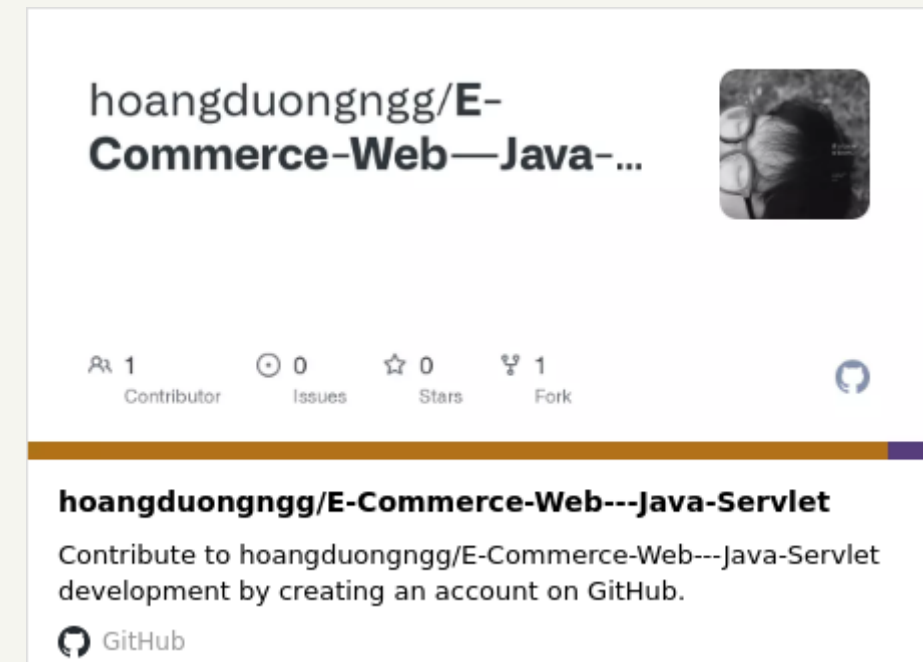 hoangduongngg/E-
Commerce-Web—Java-...
1 0 0 1
Contributor Issues Stars Fork
hoangduongngg/E-Commerce-Web---Java-Servlet
Contribute to hoangduongngg/E-Commerce-Web---Java-Servlet
development by creating an account on GitHub.
GitHub